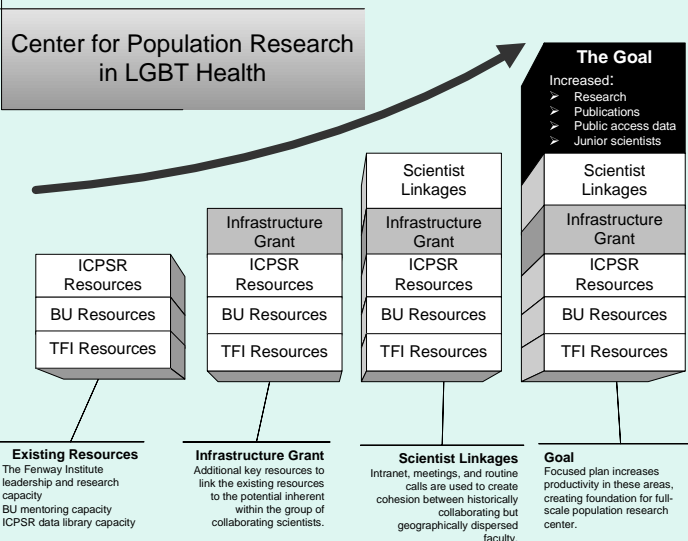 Center for Population Research
in LGBT Health
The Goal
Increased:
➢ Research
➢ Publications
➢ Public access data
➢ Junior scientists
ICPSR
Resources
BU Resources
TFI Resources
Infrastructure
Grant
ICPSR
Resources
BU Resources
TFI Resources
Scientist
Linkages
Infrastructure
Grant
ICPSR
Resources
BU Resources
TFI Resources
Scientist
Linkages
Infrastructure
Grant
ICPSR
Resources
BU Resources
TFI Resources
Existing Resources
The Fenway Institute
leadership and research
capacity
BU mentoring capacity
ICPSR data library capacity
Infrastructure Grant
Additional key resources to
link the existing resources
to the potential inherent
within the group of
collaborating scientists.
Scientist Linkages
Intranet, meetings, and routine
calls are used to create
cohesion between historically
collaborating but
geographically dispersed
faculty.
Goal
Focused plan increases
productivity in these areas,
creating foundation for full-
scale population research
center.